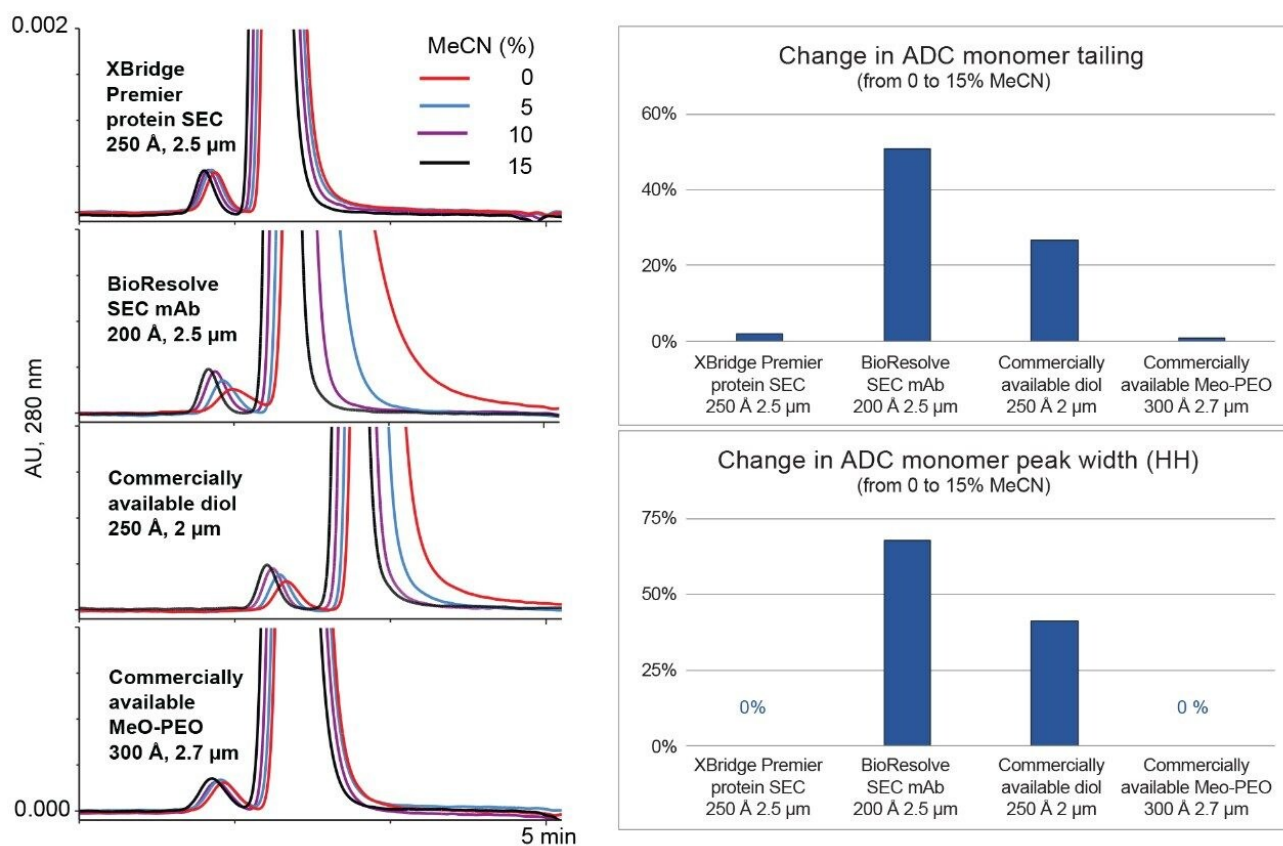 0.002
XBridge
Premier
protein SEC
250 Å, 2.5 µm
MeCN (%)
0
5
10
15
BioResolve
SEC mAb
200 Å, 2.5 µm
AU, 280 nm
Commercially
available diol
250 Å, 2 µm
Commercially
available
MeO-PEO
300 Å, 2.7 µm
0.000
5 min
Change in ADC monomer tailing
(from 0 to 15% MeCN)
60%
40%
20%
0%
XBridge Premier
protein SEC
250 Å 2.5 µm
BioResolve
SEC mAb
200 Å 2.5 µm
Commercially
available diol
250 Å 2 µm
Commercially
available Meo-PEO
300 Å 2.7 µm
Change in ADC monomer peak width (HH)
(from 0 to 15% MeCN)
75%
50%
25%
0%
0%
0 %
XBridge Premier
protein SEC
250 Å 2.5 µm
BioResolve
SEC mAb
200 Å 2.5 µm
Commercially
available diol
250 Å 2 µm
Commercially
available Meo-PEO
300 Å 2.7 µm